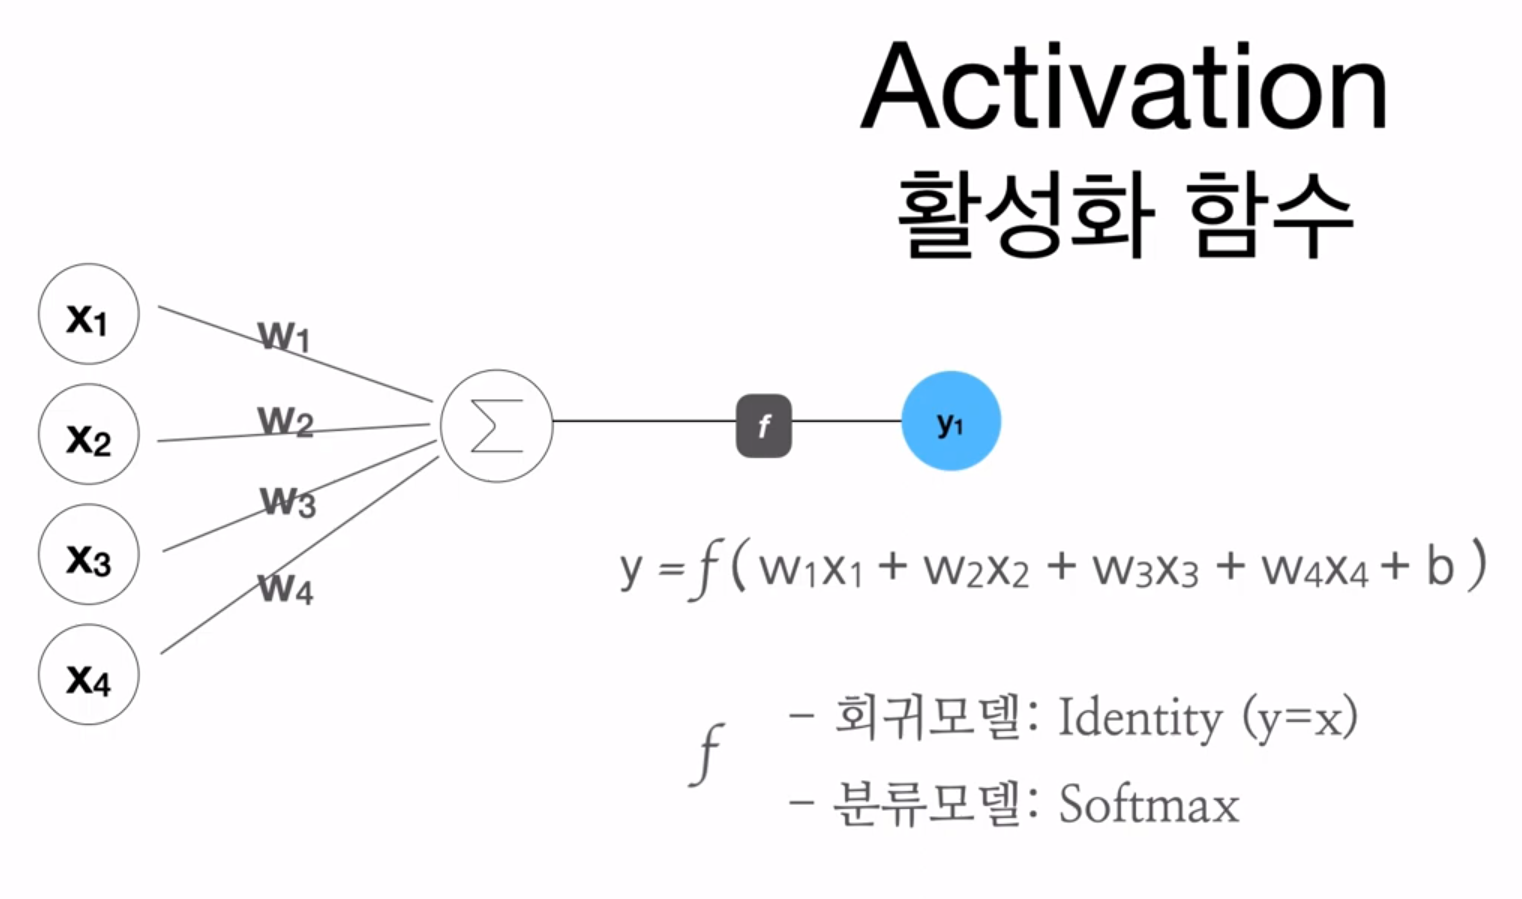 Activation
활성화 함수
x1
w1
x2
w2
x3
w3
x4
w4
∑
f
y1
y = f ( w1x1 + w2x2 + w3x3 + w4x4 + b )
f
- 회귀모델: Identity (y=x)
- 분류모델: Softmax